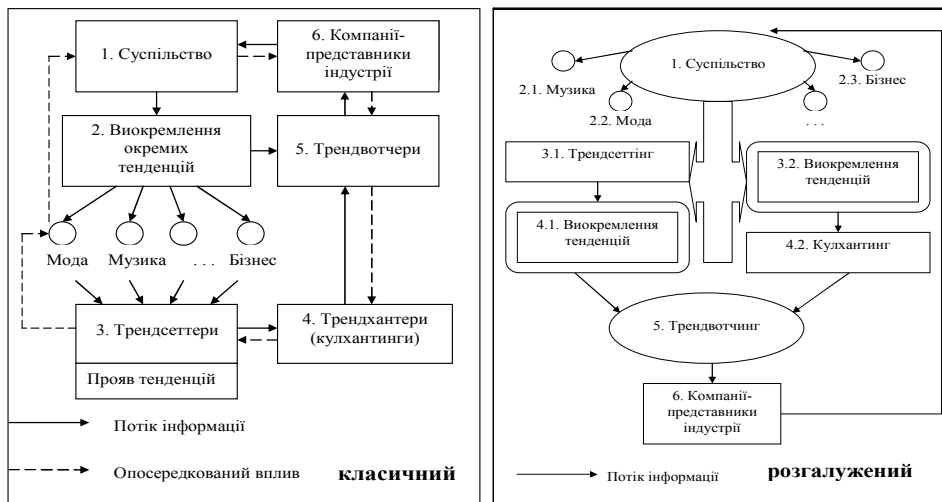 1. Суспільство
6. Компанії-
представники
індустрії
2. Виокремлення
окремих
тенденцій
5. Трендвотчери
Мода
Музика
. . .
Бізнес
3. Трендсеттери
4. Трендхантери
(кулхантинги)
Прояв тенденцій
Потік інформації
Опосередкований вплив
класичний
1. Суспільство
2.1. Музика
2.3. Бізнес
2.2. Мода
. . .
3.1. Трендсеттінг
3.2. Виокремлення
тенденцій
4.1. Виокремлення
тенденцій
4.2. Кулхантинг
5. Трендвотчинг
6. Компанії-
представники
індустрії
Потік інформації
розгалужений